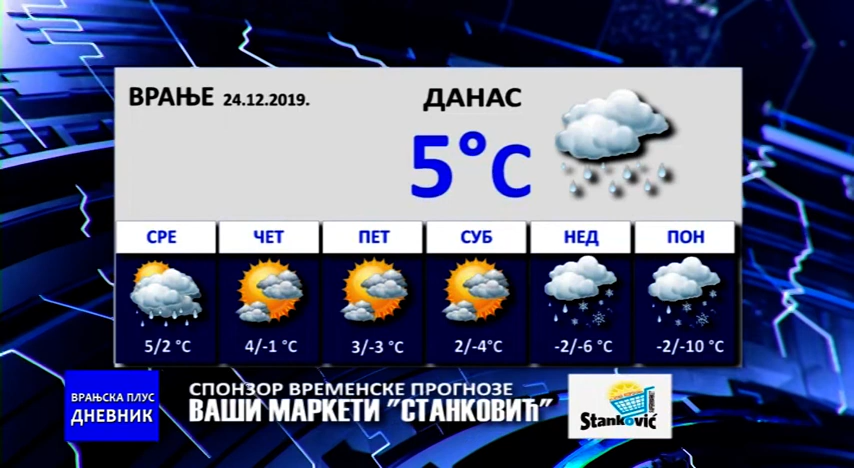 ВРАЊЕ 24.12.2019.
ДАНАС
5°C
СРЕ ЧЕТ ПЕТ СУБ НЕД ПОН
5/2 °C 4/-1 °C 3/-3 °C 2/-4°C -2/-6 °C -2/-10 °C
ВРАЊСКА ПЛУС
ДНЕВНИК
СПОНЗОР ВРЕМЕНСКЕ ПРОГНОЗЕ
ВАШИ МАРКЕТИ "СТАНКОВИЋ"
Stanković